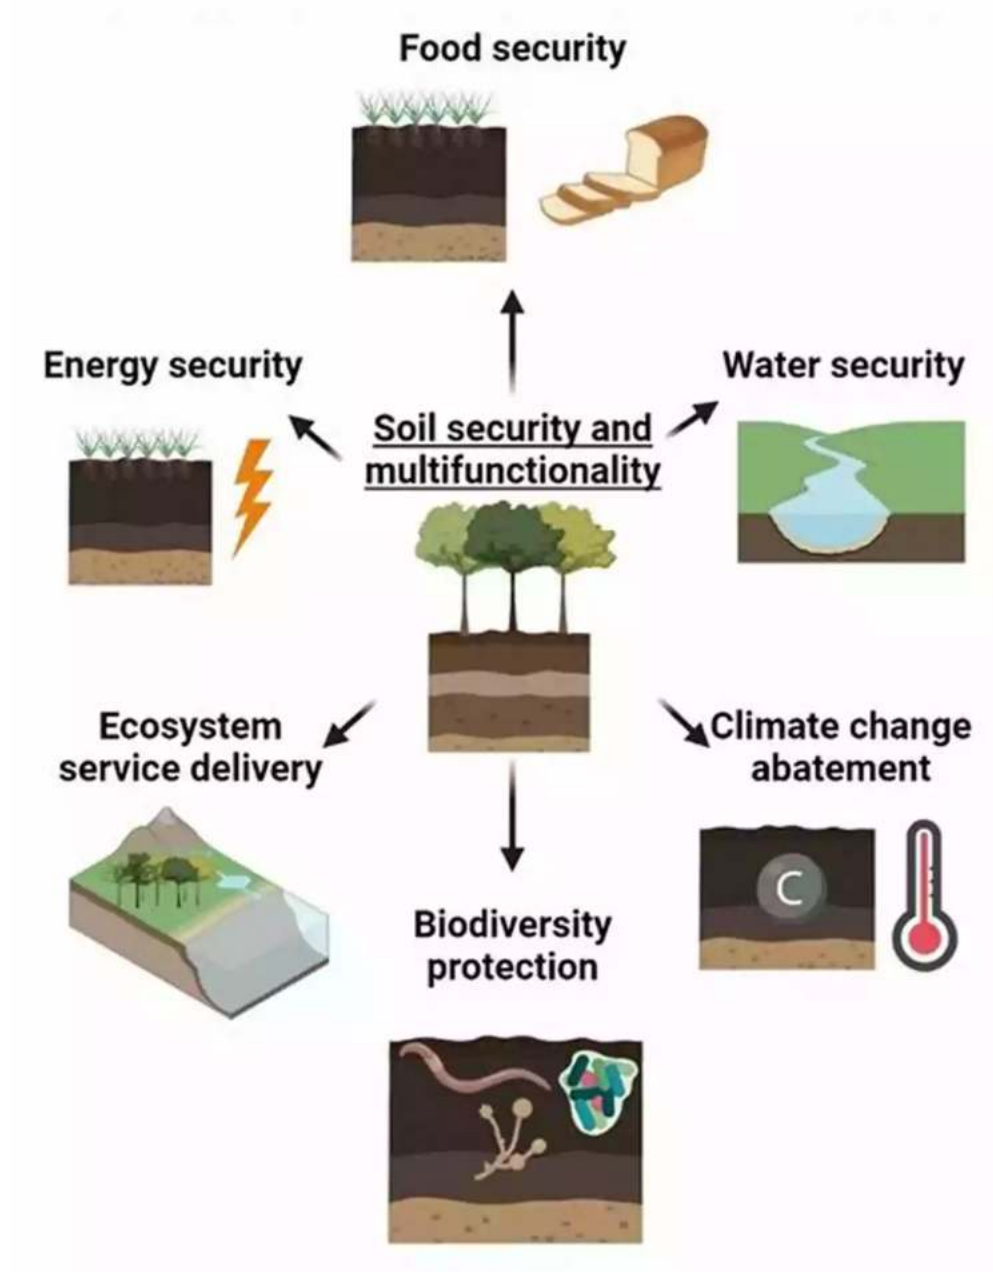 Food security
Energy security
Water security
Soil security and
multifunctionality
Ecosystem
service delivery
Climate change
abatement
C
Biodiversity
protection